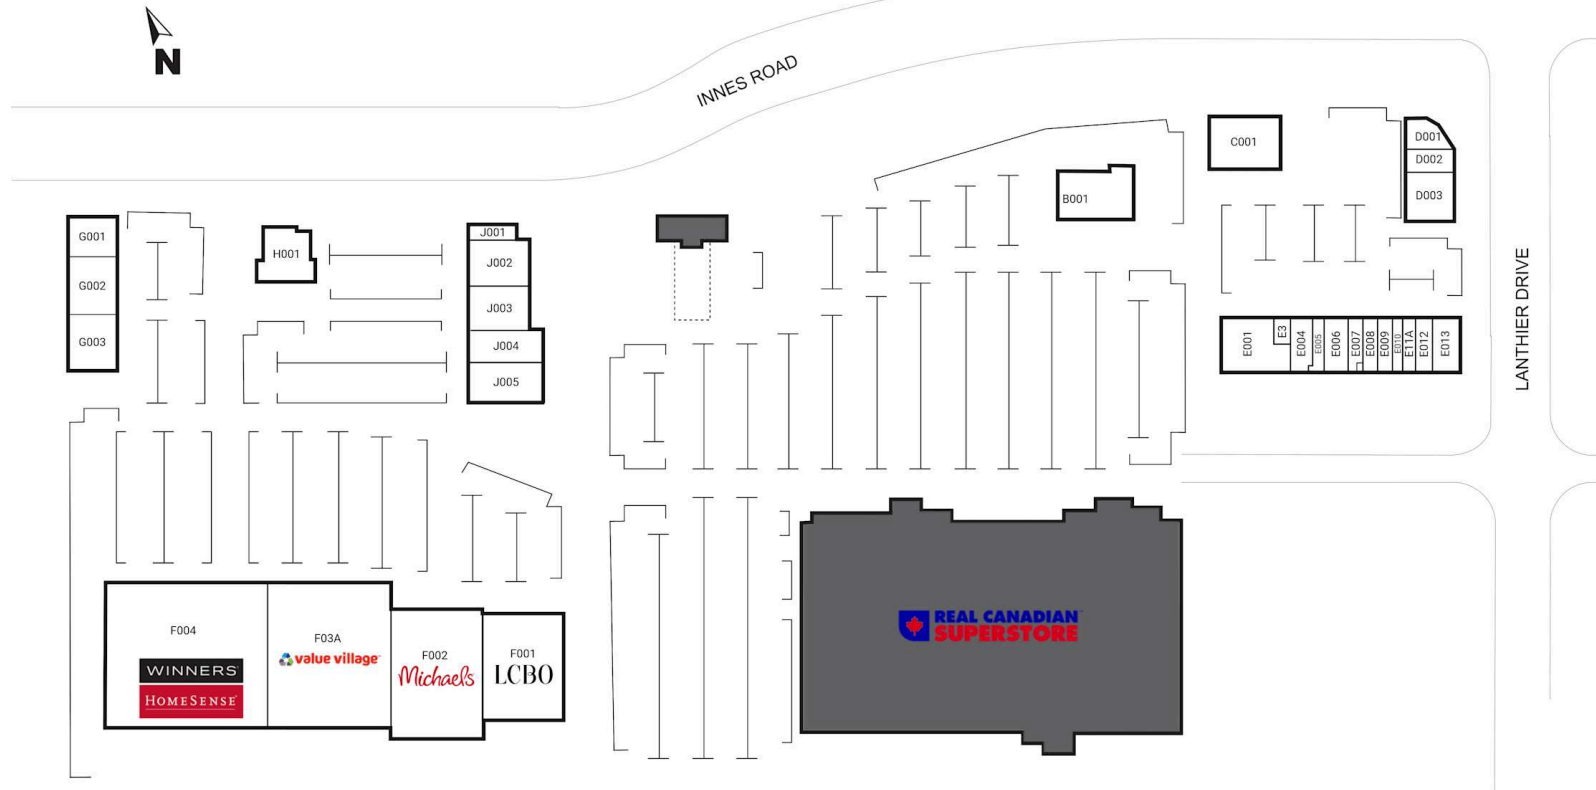 N
INNES ROAD
LANTHIER DRIVE
C001
D001
D002
D003
B001
G001
G002
G003
H001
J001
J002
J003
J004
J005
E001
E3
E004
E005
E006
E007
E008
E009
E010
E11A
E012
E013
F004
WINNERS
HOMESENSE
F03A
value village
F002
Michaels
F001
LCBO
REAL CANADIAN
SUPERSTORE